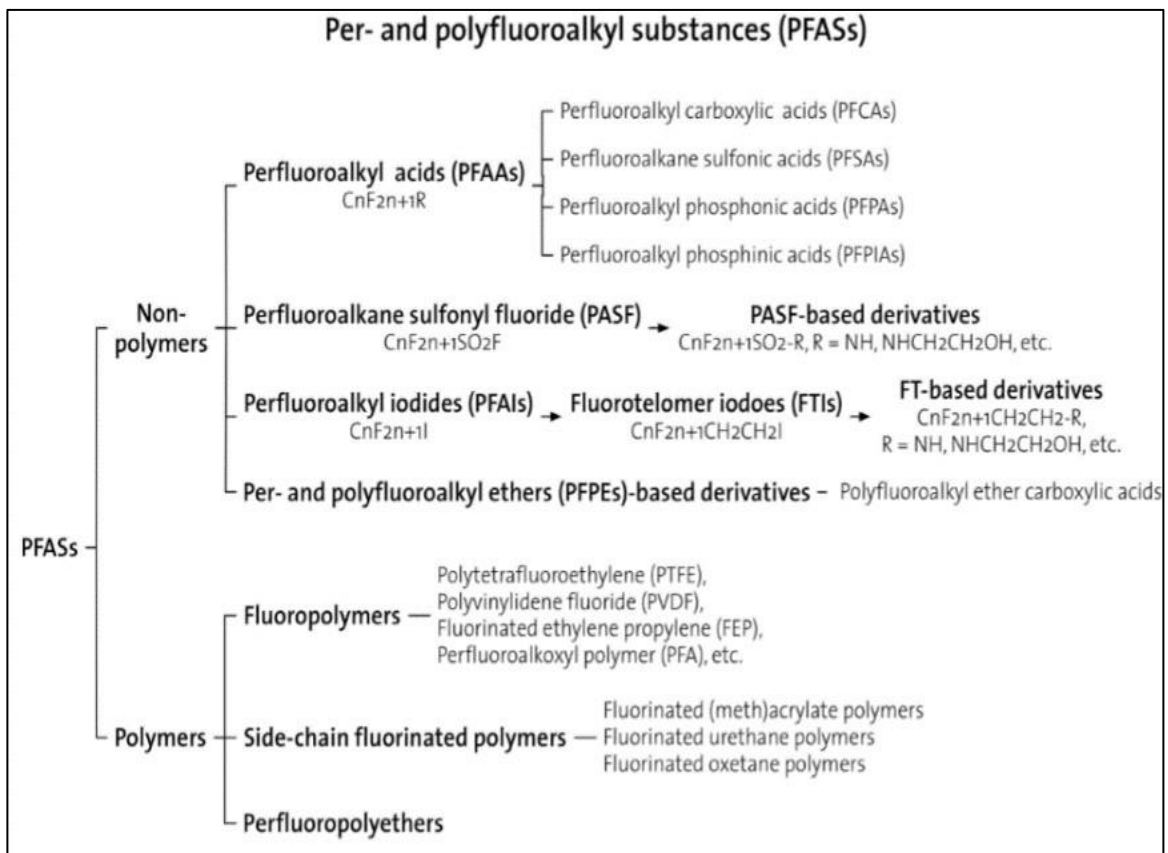 Per- and polyfluoroalkyl substances (PFASs)
Perfluoroalkyl carboxylic acids (PFCAs)
Perfluoroalkyl acids (PFAAs)
CnF2n+1R
Perfluoroalkane sulfonic acids (PFSAs)
Perfluoroalkyl phosphonic acids (PFPAs)
Perfluoroalkyl phosphinic acids (PFPIAs)
Non-
polymers
Perfluoroalkane sulfonyl fluoride (PASF)
CnF2n+1SO2F
PASF-based derivatives
CnF2n+1SO2-R, R = NH, NHCH2CH2OH, etc.
Perfluoroalkyl iodides (PFAIs)
CnF2n+1I
Fluorotelomer iodoes (FTIs)
CnF2n+1CH2CH2I
FT-based derivatives
CnF2n+1CH2CH2-R,
R = NH, NHCH2CH2OH, etc.
Per- and polyfluoroalkyl ethers (PFPEs)-based derivatives
Polyfluoroalkyl ether carboxylic acids
PFASs
Polymers
Fluoropolymers
Polytetrafluoroethylene (PTFE),
Polyvinylidene fluoride (PVDF),
Fluorinated ethylene propylene (FEP),
Perfluoroalkoxyl polymer (PFA), etc.
Side-chain fluorinated polymers
Fluorinated (meth)acrylate polymers
Fluorinated urethane polymers
Fluorinated oxetane polymers
Perfluoropolyethers